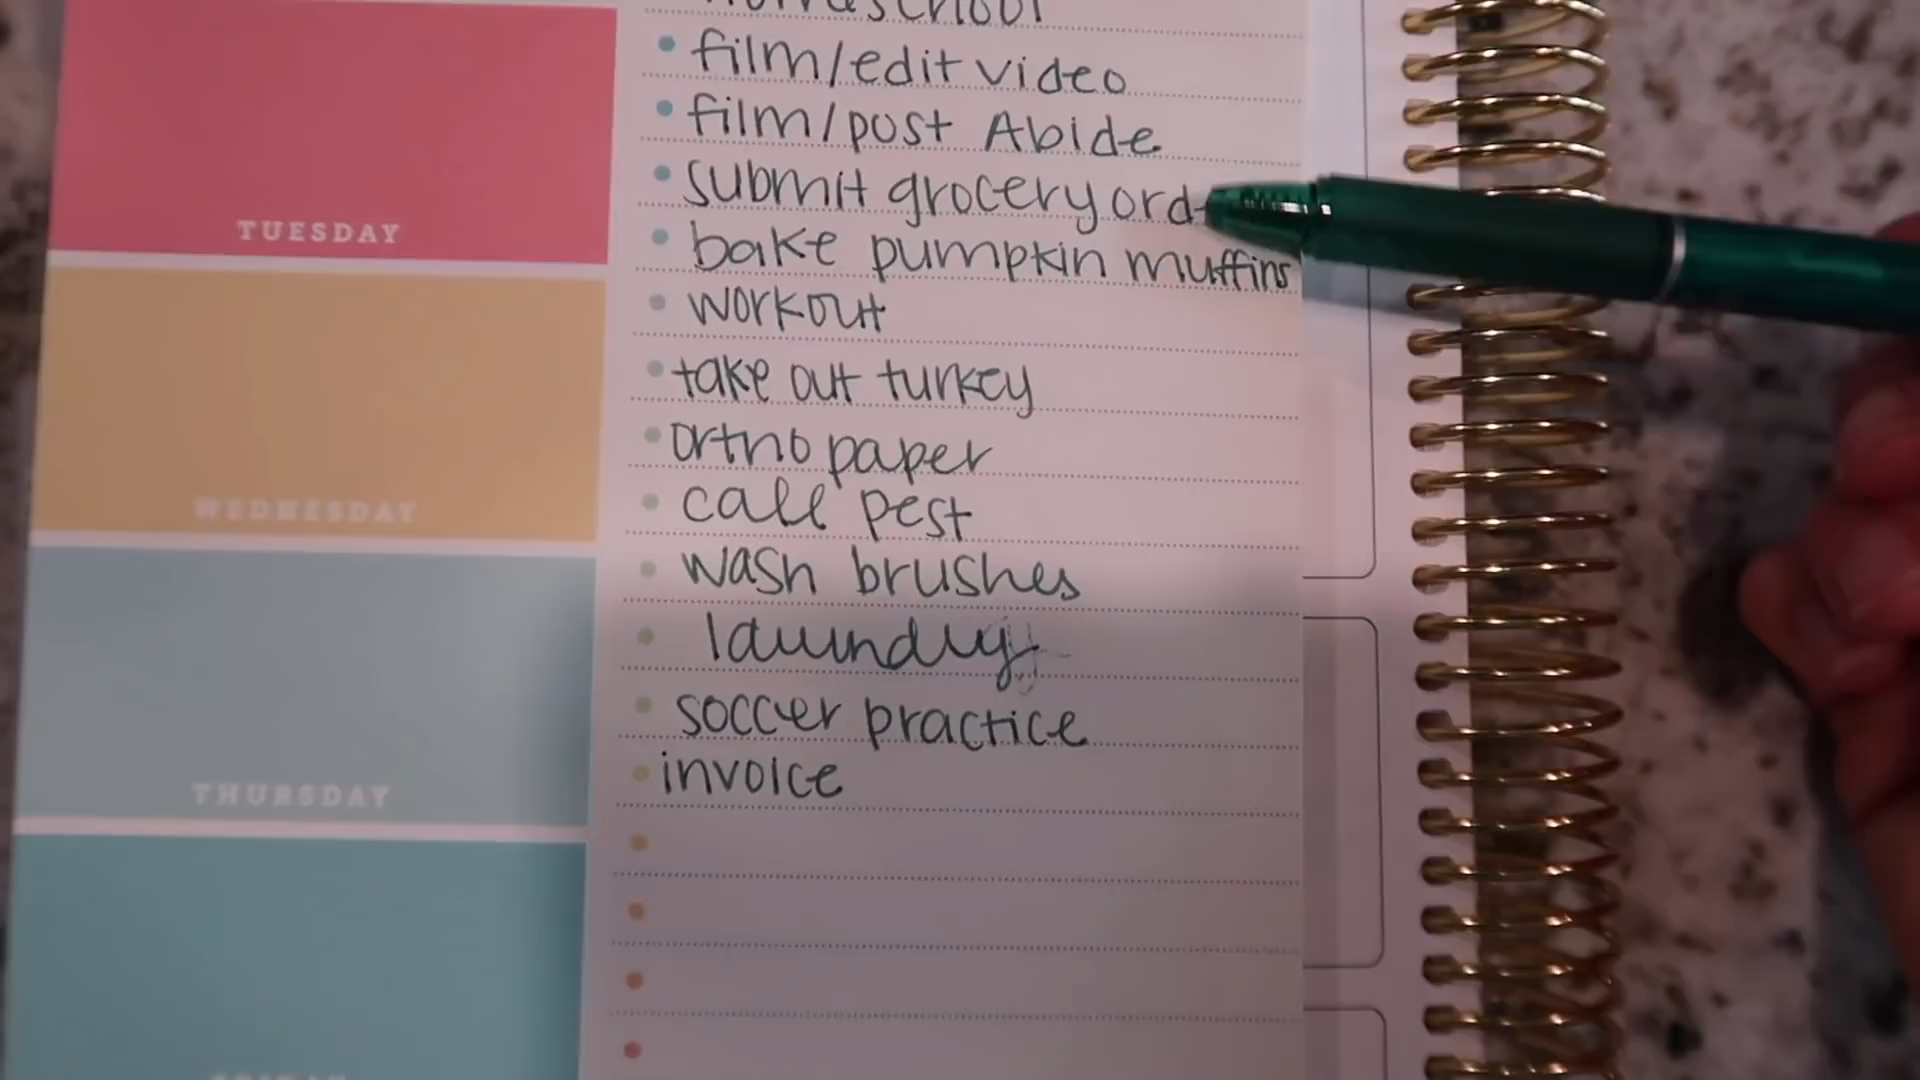 film/edit video
film/post Abide
submit grocery ord
bake pumpkin muffins
workout
take out turkey
ortho paper
call pest
wash brushes
laundry
soccer practice
invoice
TUESDAY
WEDNESDAY
THURSDAY